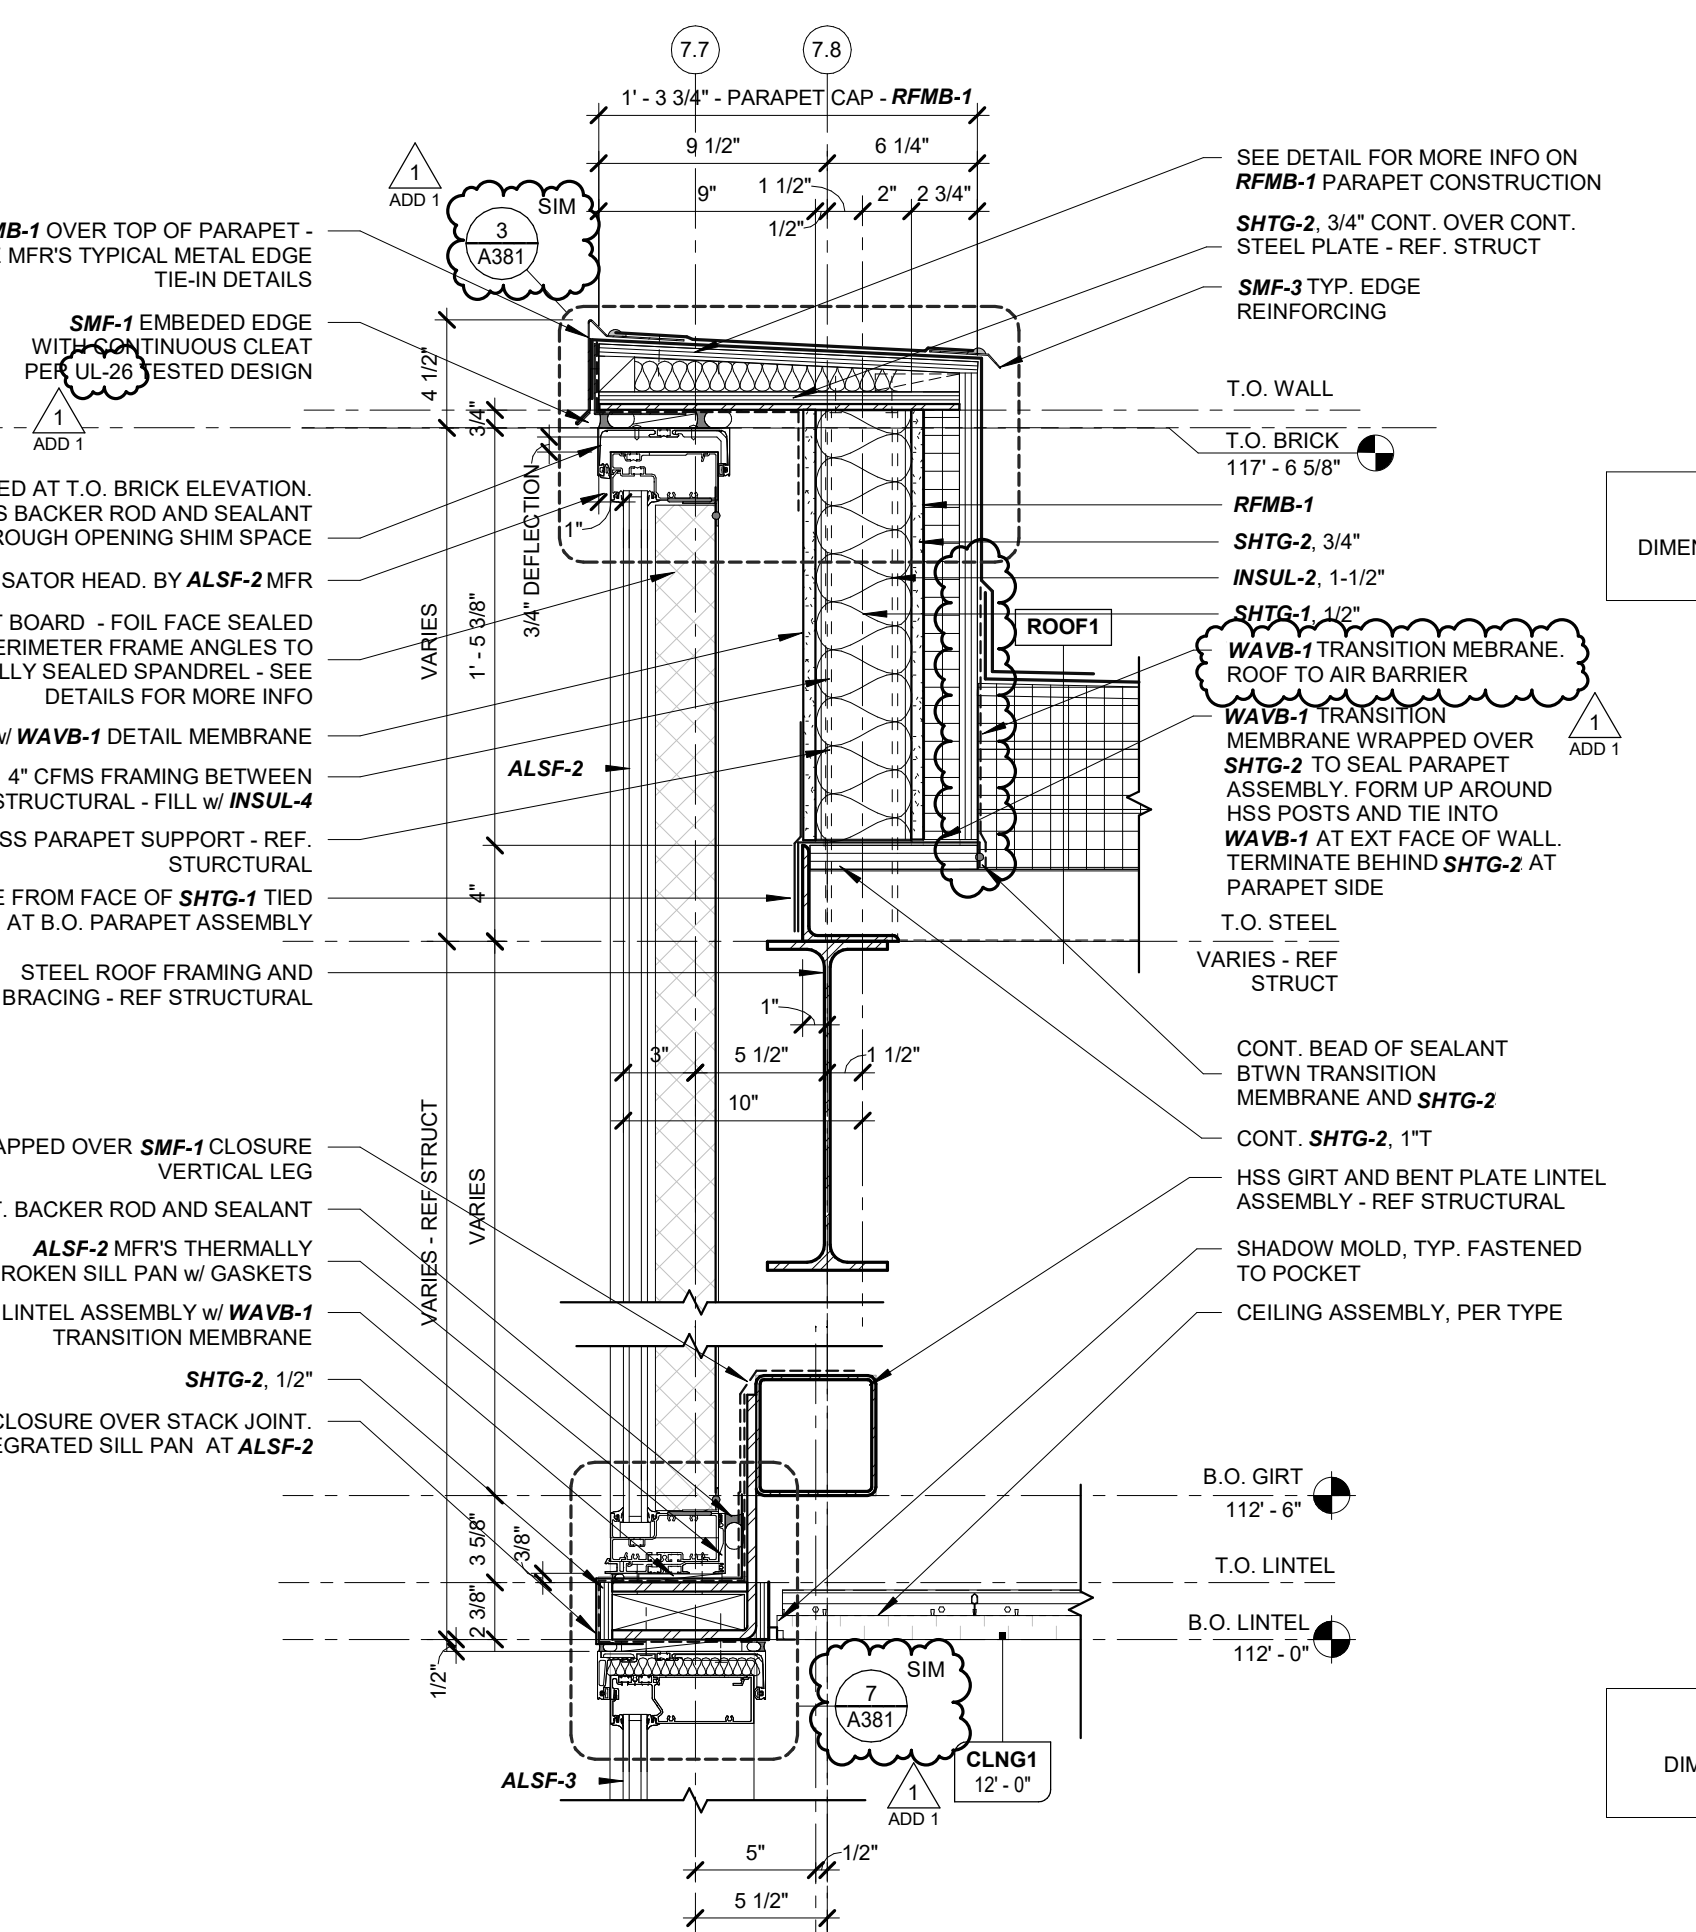 7.7
7.8
1' - 3 3/4" - PARAPET CAP - RFMB-1
9 1/2"
6 1/4"
9"
1 1/2"
2"
2 3/4"
1/2"
1
ADD 1
SIM
3
A381
MB-1 OVER TOP OF PARAPET -
MFR'S TYPICAL METAL EDGE
TIE-IN DETAILS
SMF-1 EMBEDED EDGE
WITH CONTINUOUS CLEAT
PER UL-26 TESTED DESIGN
1
ADD 1
ED AT T.O. BRICK ELEVATION.
S BACKER ROD AND SEALANT
ROUGH OPENING SHIM SPACE
SATOR HEAD. BY ALSF-2 MFR
T BOARD - FOIL FACE SEALED
ERIMETER FRAME ANGLES TO
LLY SEALED SPANDREL - SEE
DETAILS FOR MORE INFO
w/ WAVB-1 DETAIL MEMBRANE
4" CFMS FRAMING BETWEEN
STRUCTURAL - FILL w/ INSUL-4
SS PARAPET SUPPORT - REF.
STURCTURAL
E FROM FACE OF SHTG-1 TIED
AT B.O. PARAPET ASSEMBLY
STEEL ROOF FRAMING AND
BRACING - REF STRUCTURAL
APPED OVER SMF-1 CLOSURE
VERTICAL LEG
T. BACKER ROD AND SEALANT
ALSF-2 MFR'S THERMALLY
ROKEN SILL PAN w/ GASKETS
LINTEL ASSEMBLY w/ WAVB-1
TRANSITION MEMBRANE
SHTG-2, 1/2"
CLOSURE OVER STACK JOINT.
EGRATED SILL PAN AT ALSF-2
4 1/2"
3/4"
VARIES
1' - 5 3/8"
3/4" DEFLECTION
1"
4"
ALSF-2
1"
3"
5 1/2"
1 1/2"
10"
VARIES - REF STRUCT
VARIES
3 5/8"
3/8"
2 3/8"
1/2"
ALSF-3
5"
1/2"
5 1/2"
SEE DETAIL FOR MORE INFO ON
RFMB-1 PARAPET CONSTRUCTION
SHTG-2, 3/4" CONT. OVER CONT.
STEEL PLATE - REF. STRUCT
SMF-3 TYP. EDGE
REINFORCING
T.O. WALL
T.O. BRICK
117' - 6 5/8"
RFMB-1
SHTG-2, 3/4"
INSUL-2, 1-1/2"
SHTG-1, 1/2"
ROOF1
WAVB-1 TRANSITION MEBRANE.
ROOF TO AIR BARRIER
1
ADD 1
WAVB-1 TRANSITION
MEMBRANE WRAPPED OVER
SHTG-2 TO SEAL PARAPET
ASSEMBLY. FORM UP AROUND
HSS POSTS AND TIE INTO
WAVB-1 AT EXT FACE OF WALL.
TERMINATE BEHIND SHTG-2 AT
PARAPET SIDE
T.O. STEEL
VARIES - REF
STRUCT
CONT. BEAD OF SEALANT
BTWN TRANSITION
MEMBRANE AND SHTG-2
CONT. SHTG-2, 1"T
HSS GIRT AND BENT PLATE LINTEL
ASSEMBLY - REF STRUCTURAL
SHADOW MOLD, TYP. FASTENED
TO POCKET
CEILING ASSEMBLY, PER TYPE
B.O. GIRT
112' - 6"
T.O. LINTEL
B.O. LINTEL
112' - 0"
SIM
7
A381
1
ADD 1
CLNG1
12' - 0"
DIMEN
DIM